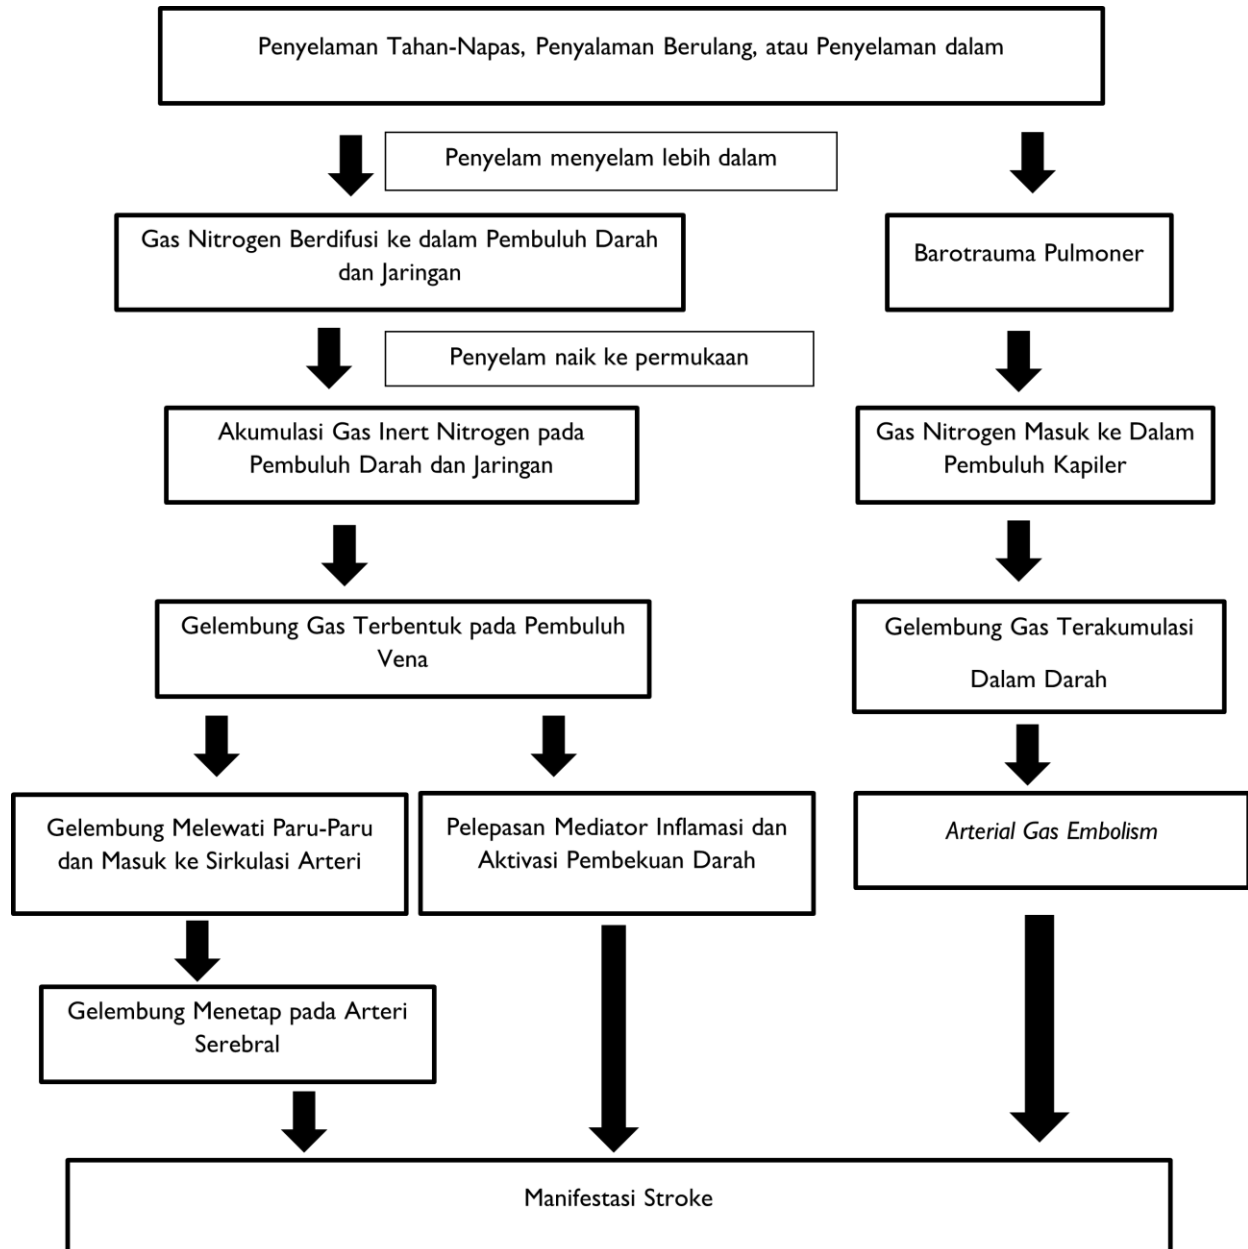 Penyelaman Tahan-Napas, Penyalaman Berulang, atau Penyelaman dalam
Penyelam menyelam lebih dalam
Gas Nitrogen Berdifusi ke dalam Pembuluh Darah
dan Jaringan
Barotrauma Pulmoner
Penyelam naik ke permukaan
Akumulasi Gas Inert Nitrogen pada
Pembuluh Darah dan Jaringan
Gas Nitrogen Masuk ke Dalam
Pembuluh Kapiler
Gelembung Gas Terbentuk pada Pembuluh
Vena
Gelembung Gas Terakumulasi
Dalam Darah
Gelembung Melewati Paru-Paru
dan Masuk ke Sirkulasi Arteri
Pelepasan Mediator Inflamasi dan
Aktivasi Pembekuan Darah
Arterial Gas Embolism
Gelembung Menetap pada Arteri
Serebral
Manifestasi Stroke